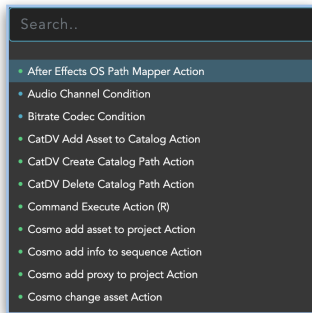 Search..
After Effects OS Path Mapper Action
Audio Channel Condition
Bitrate Codec Condition
CatDV Add Asset to Catalog Action
CatDV Create Catalog Path Action
CatDV Delete Catalog Path Action
Command Execute Action (R)
Cosmo add asset to project Action
Cosmo add info to sequence Action
Cosmo add proxy to project Action
Cosmo change asset Action